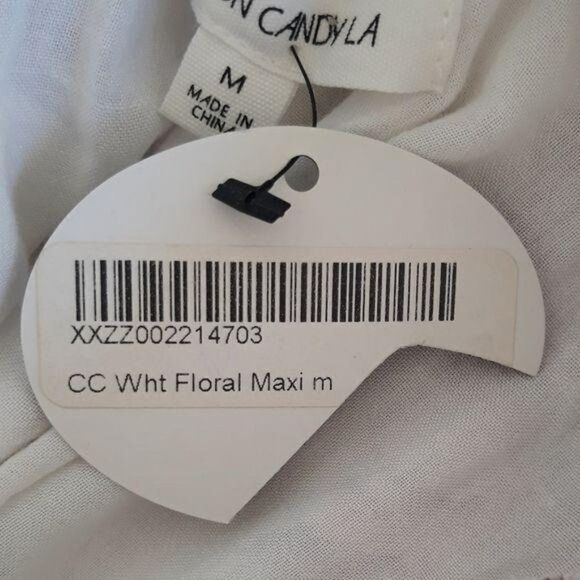 CANDYLA
M
MADE IN
CHINA
XXZZ002214703
CC Wht Floral Maxi m